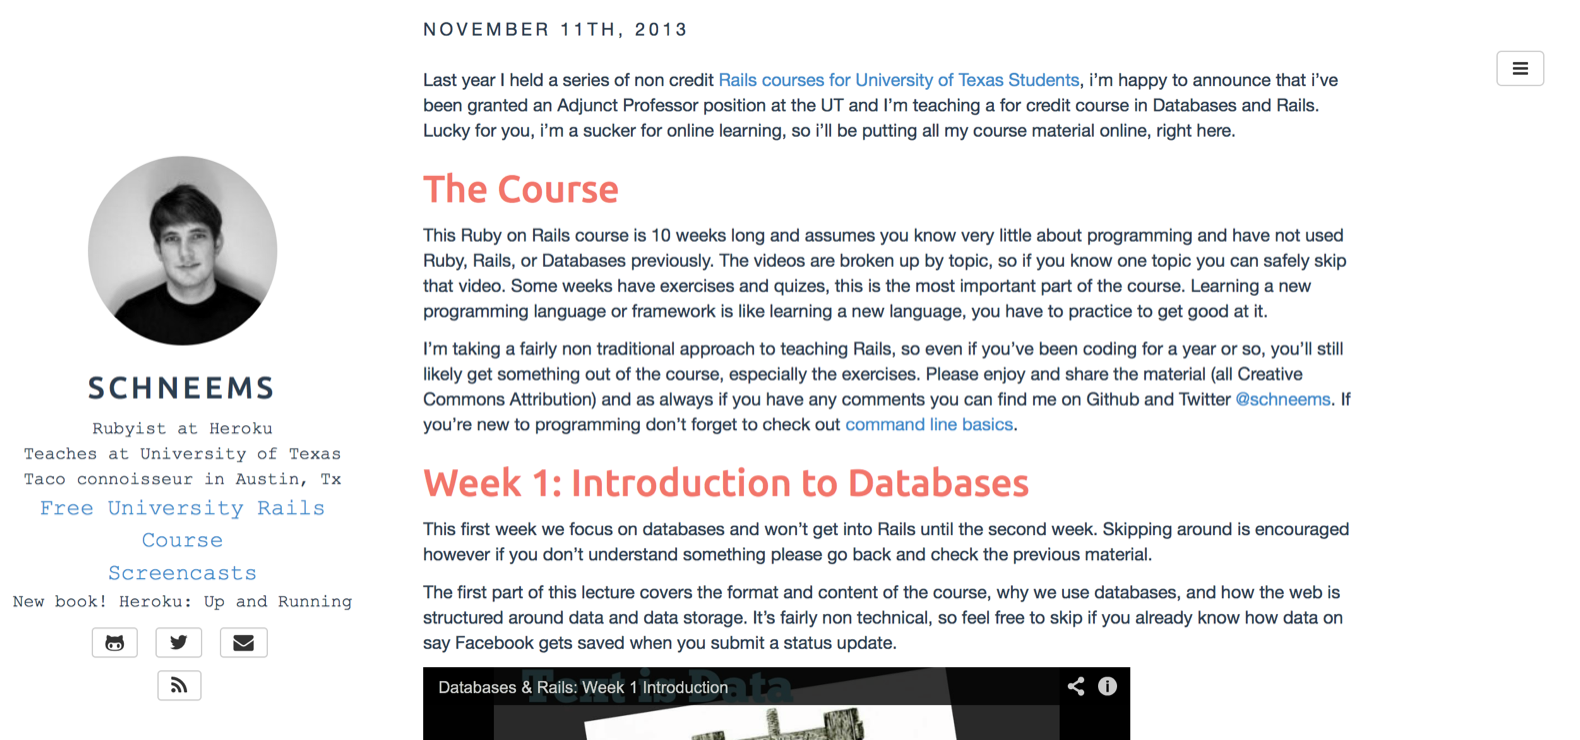 NOVEMBER 11TH, 2013
Last year I held a series of non credit Rails courses for University of Texas Students, i’m happy to announce that i’ve
been granted an Adjunct Professor position at the UT and I’m teaching a for credit course in Databases and Rails.
Lucky for you, i’m a sucker for online learning, so i’ll be putting all my course material online, right here.
The Course
This Ruby on Rails course is 10 weeks long and assumes you know very little about programming and have not used
Ruby, Rails, or Databases previously. The videos are broken up by topic, so if you know one topic you can safely skip
that video. Some weeks have exercises and quizes, this is the most important part of the course. Learning a new
programming language or framework is like learning a new language, you have to practice to get good at it.
I’m taking a fairly non traditional approach to teaching Rails, so even if you’ve been coding for a year or so, you’ll still
likely get something out of the course, especially the exercises. Please enjoy and share the material (all Creative
Commons Attribution) and as always if you have any comments you can find me on Github and Twitter @schneems. If
you’re new to programming don’t forget to check out command line basics.
Week 1: Introduction to Databases
This first week we focus on databases and won’t get into Rails until the second week. Skipping around is encouraged
however if you don’t understand something please go back and check the previous material.
The first part of this lecture covers the format and content of the course, why we use databases, and how the web is
structured around data and data storage. It’s fairly non technical, so feel free to skip if you already know how data on
say Facebook gets saved when you submit a status update.
Databases & Rails: Week 1 Introduction
Text is Data
SCHNEEMS
Rubyist at Heroku
Teaches at University of Texas
Taco connoisseur in Austin, Tx
Free University Rails
Course
Screencasts
New book! Heroku: Up and Running